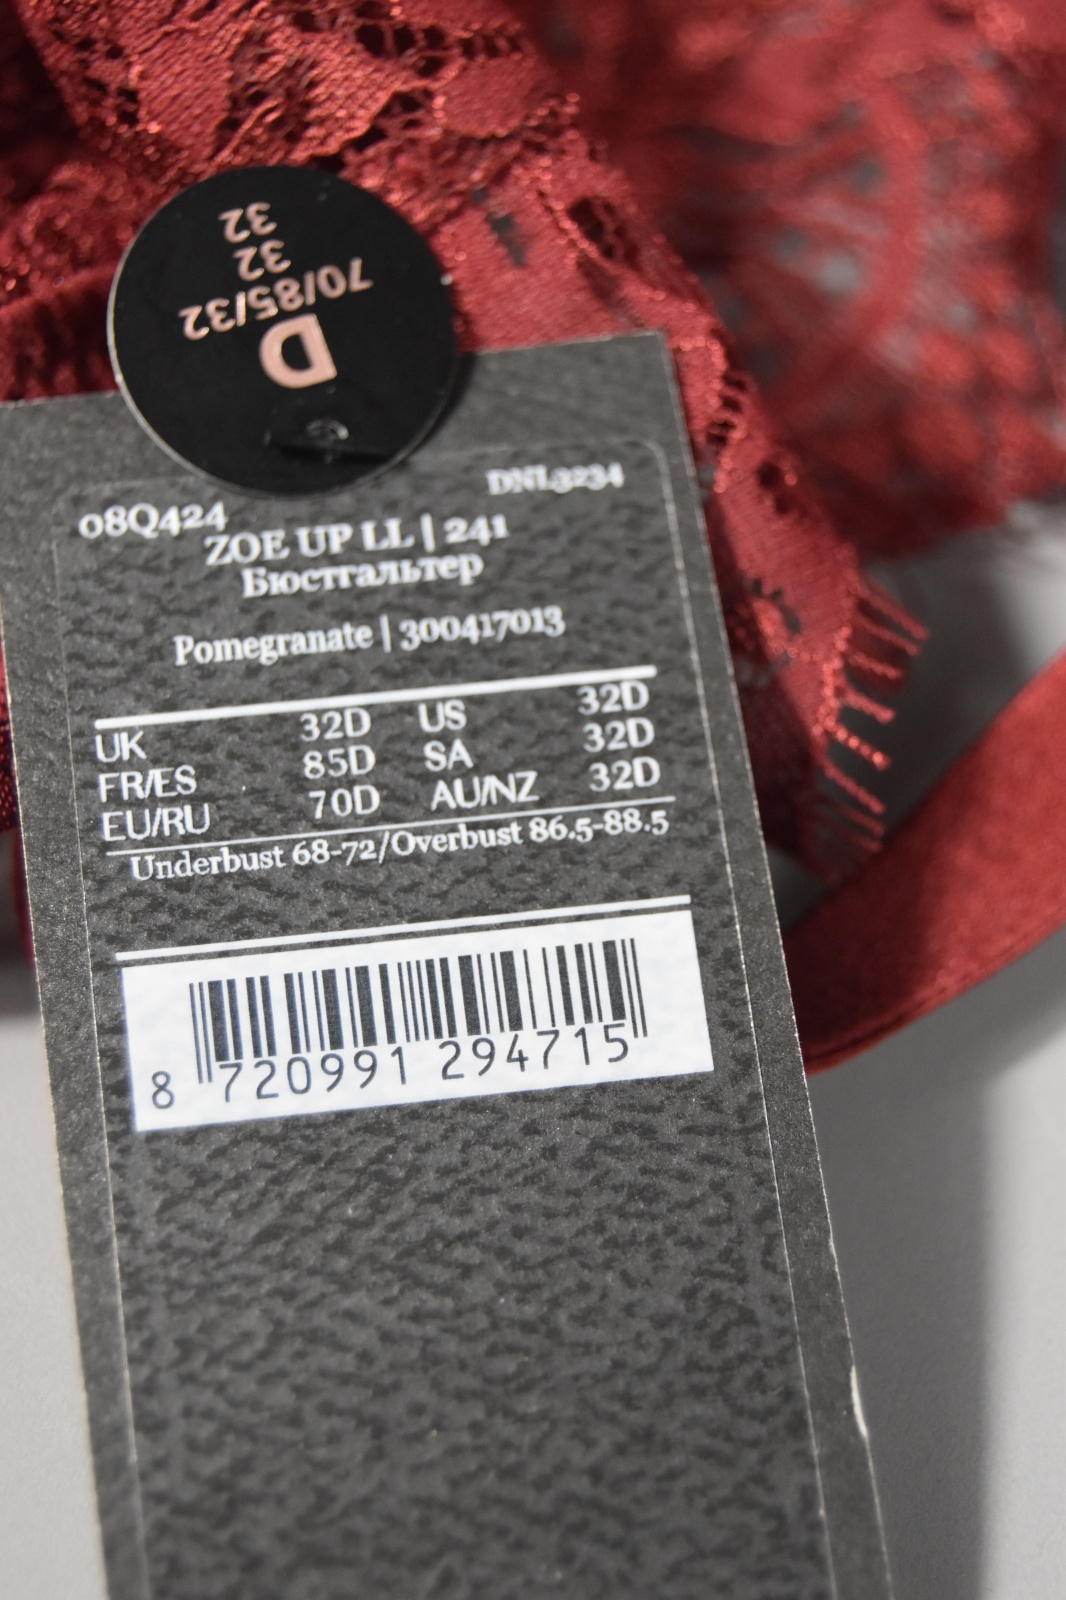 D
70/85/32
32
32
DNL3234
08Q424
ZOE UP LL | 241
Бюстгальтер
Pomegranate | 300417013
UK 32D US 32D
FR/ES 85D SA 32D
EU/RU 70D AU/NZ 32D
Underbust 68-72/Overbust 86.5-88.5
8 720991 294715